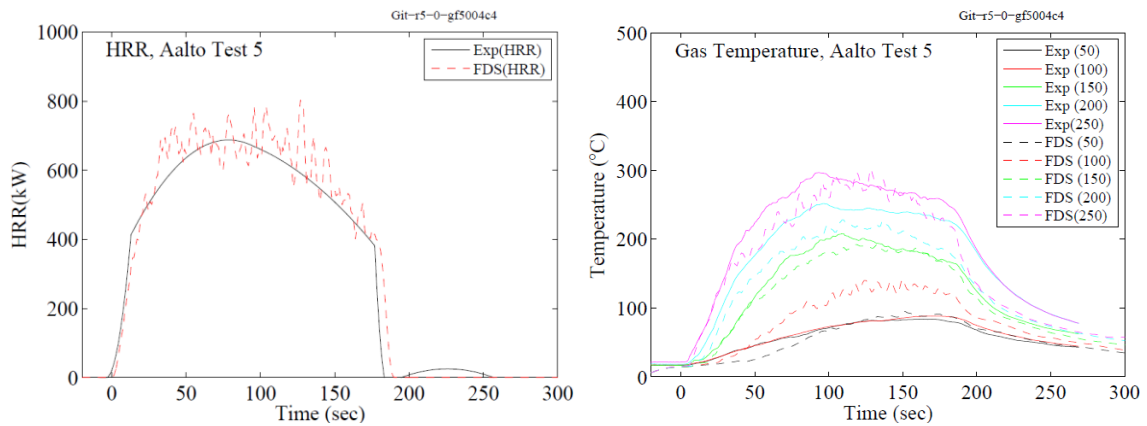 Git-r5-0-gf5004c4
HRR, Aalto Test 5
Exp(HRR)
FDS(HRR)
1000
800
600
400
200
0
HRR(kW)
-20 0 50 100 150 200 250 300
Time (sec)
Git-r5-0-gf5004c4
Gas Temperature, Aalto Test 5
Exp (50)
Exp (100)
Exp (150)
Exp (200)
Exp(250)
FDS (50)
FDS (100)
FDS (150)
FDS (200)
FDS(250)
500
400
300
200
100
0
Temperature (°C)
-20 0 50 100 150 200 250 300
Time (sec)